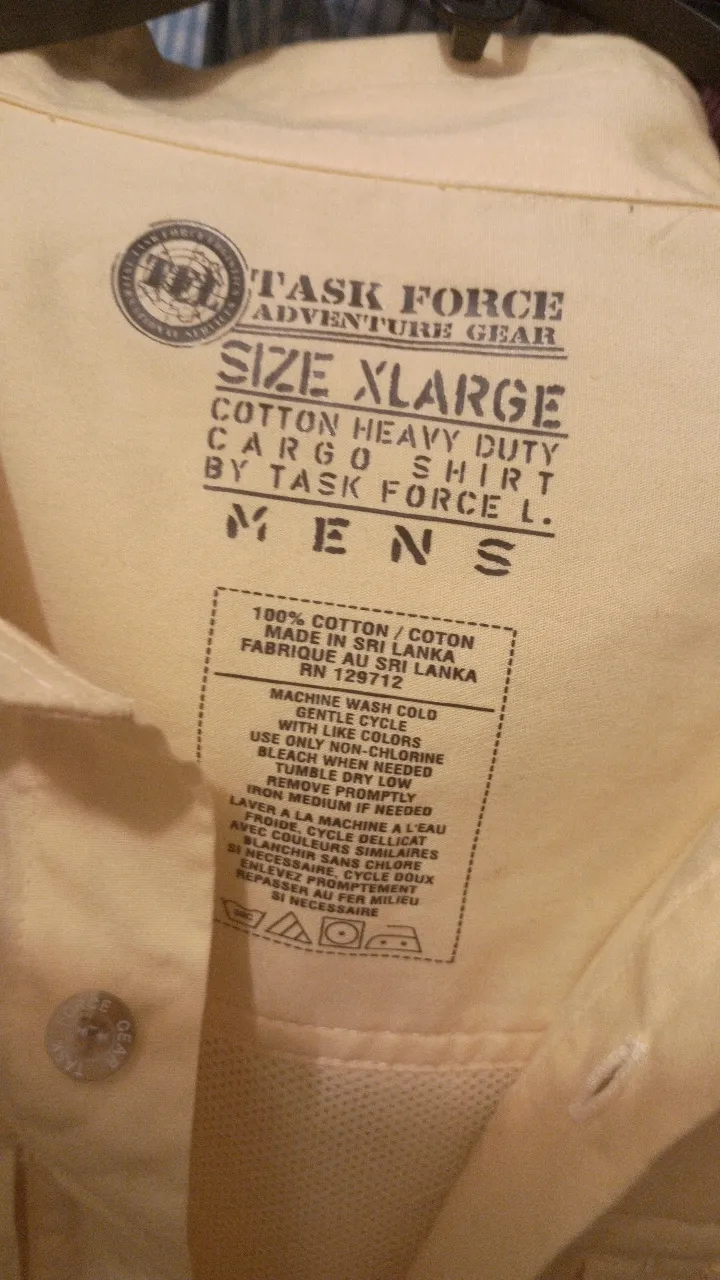 TFL
TASK FORCE
ADVENTURE GEAR
SIZE XLARGE
COTTON HEAVY DUTY
CARGO SHIRT
BY TASK FORCE L.
MENS
100% COTTON / COTON
MADE IN SRI LANKA
FABRIQUE AU SRI LANKA
RN 129712
MACHINE WASH COLD
GENTLE CYCLE
WITH LIKE COLORS
USE ONLY NON-CHLORINE
BLEACH WHEN NEEDED
TUMBLE DRY LOW
REMOVE PROMPTLY
IRON MEDIUM IF NEEDED
LAVER A LA MACHINE A L'EAU
FROIDE, CYCLE DELLICAT
AVEC COULEURS SIMILAIRES
BLANCHIR SANS CHLORE
SI NECESSAIRE, CYCLE DOUX
ENLEVEZ PROMPTEMENT
REPASSER AU FER MILIEU
SI NECESSAIRE
TASK FORCE GEAR